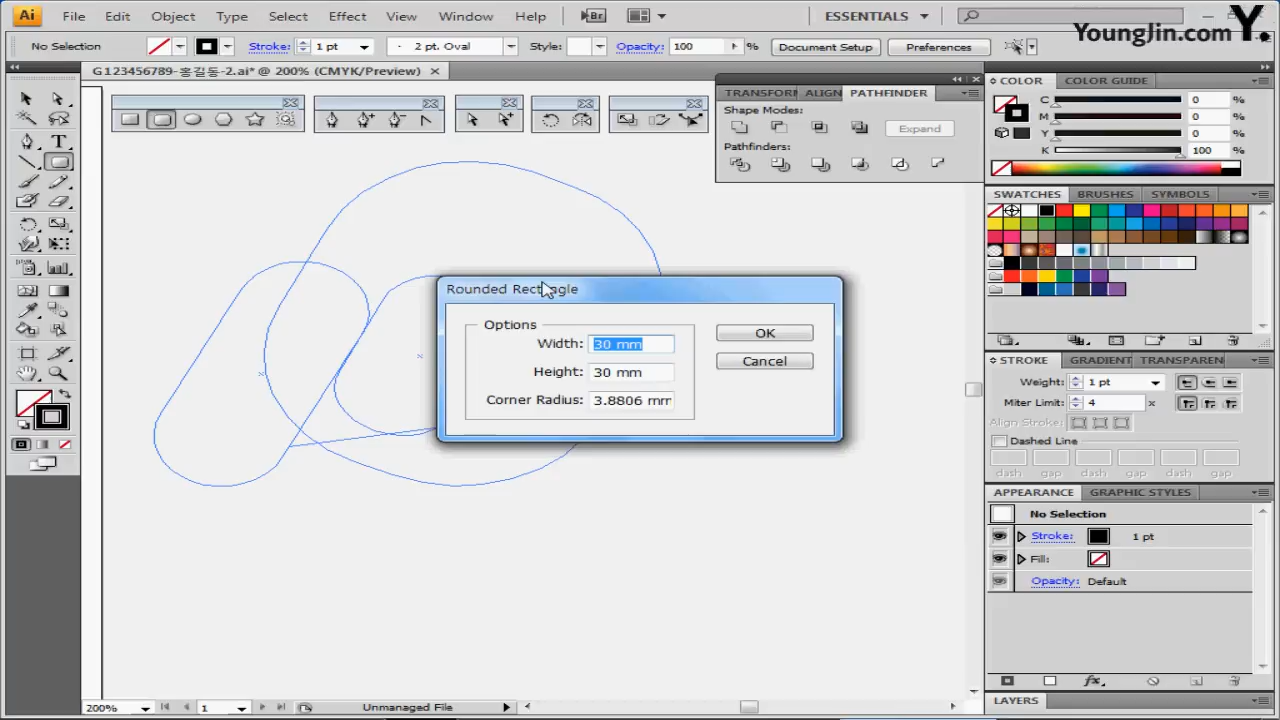 Ai File Edit Object Type Select Effect View Window Help Br ESSENTIALS
YoungJin.com Y.
No Selection Stroke: 1 pt 2 pt. Oval Style: Opacity: 100 % Document Setup Preferences
G123456789-홍길동-2.ai* @ 200% (CMYK/Preview)
TRANSFORM ALIGN PATHFINDER
Shape Modes:
Expand
Pathfinders:
COLOR COLOR GUIDE
C 0 %
M 0 %
Y 0 %
K 100 %
SWATCHES BRUSHES SYMBOLS
Rounded Rectangle
Options
Width: 30 mm
Height: 30 mm
Corner Radius: 3.8806 mm
OK
Cancel
STROKE GRADIENT TRANSPAREN
Weight: 1 pt
Miter Limit: 4 x
Align Stroke:
Dashed Line
dash gap dash gap dash gap
APPEARANCE GRAPHIC STYLES
No Selection
Stroke: 1 pt
Fill:
Opacity: Default
fx
LAYERS
200% 1 Unmanaged File